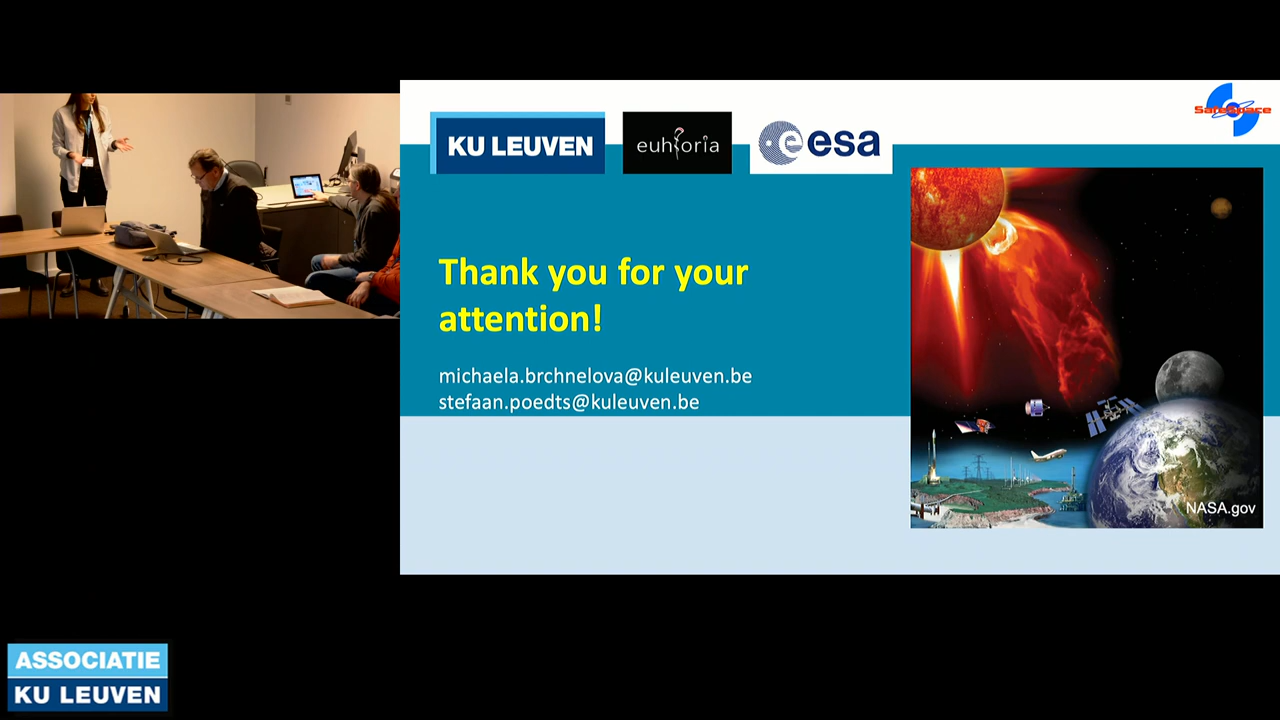 SafeSpace
KU LEUVEN
euhforia
esa
Thank you for your
attention!
michaela.brchnelova@kuleuven.be
stefaan.poedts@kuleuven.be
NASA.gov
ASSOCIATIE
KU LEUVEN